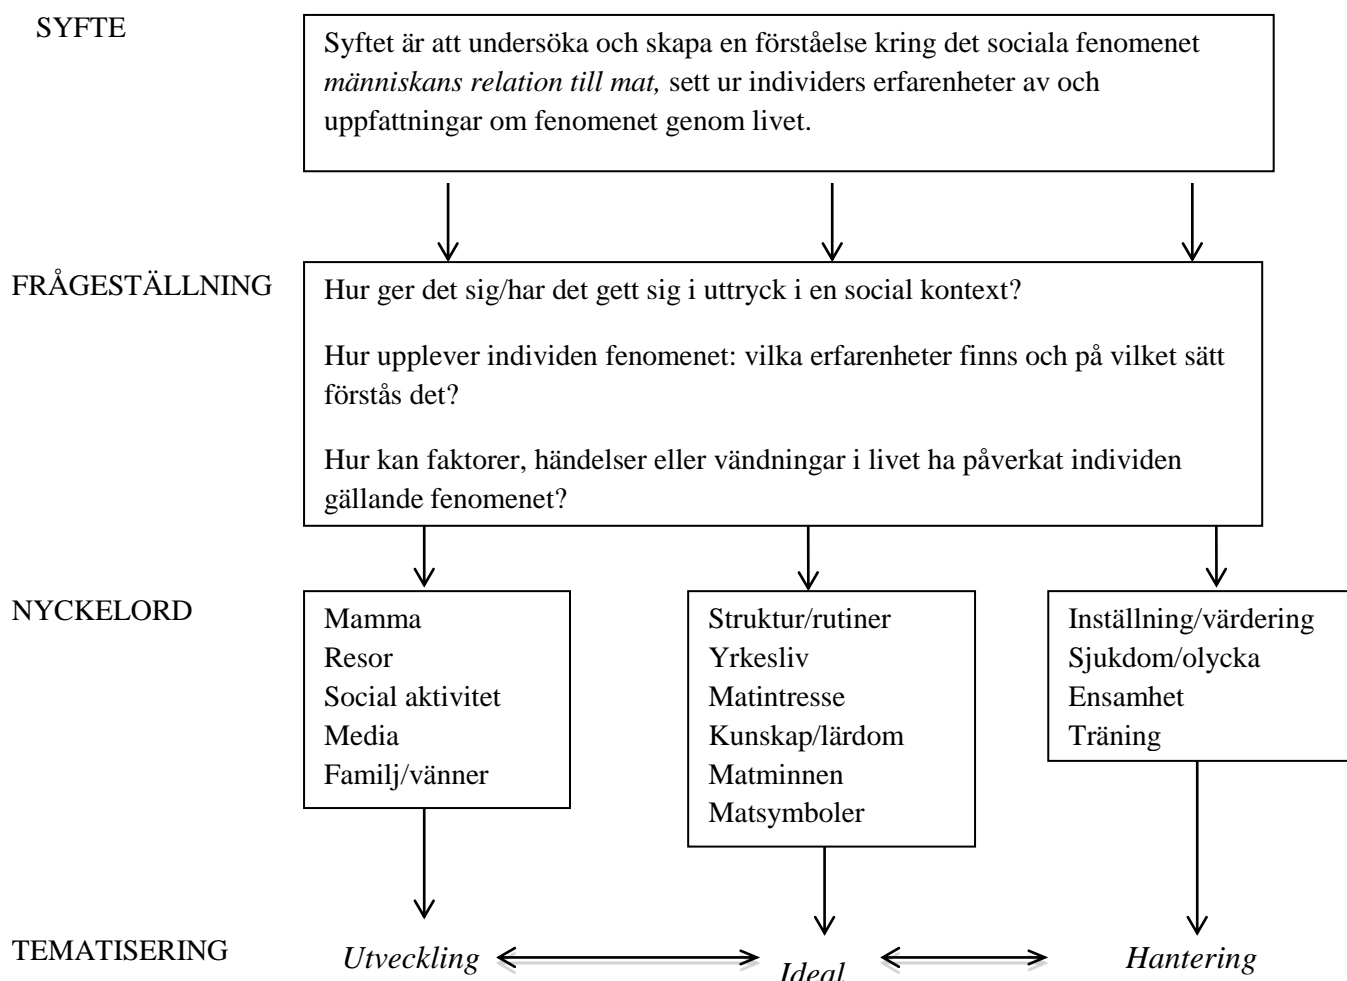 SYFTE
Syftet är att undersöka och skapa en förståelse kring det sociala fenomenet
människans relation till mat, sett ur individers erfarenheter av och
uppfattningar om fenomenet genom livet.
FRÅGESTÄLLNING
Hur ger det sig/har det gett sig i uttryck i en social kontext?
Hur upplever individen fenomenet: vilka erfarenheter finns och på vilket sätt
förstås det?
Hur kan faktorer, händelser eller vändningar i livet ha påverkat individen
gällande fenomenet?
NYCKELORD
Mamma
Resor
Social aktivitet
Media
Familj/vänner
Struktur/rutiner
Yrkesliv
Matintresse
Kunskap/lärdom
Matminnen
Matsymboler
Inställning/värdering
Sjukdom/olycka
Ensamhet
Träning
TEMATISERING
Utveckling
Ideal
Hantering